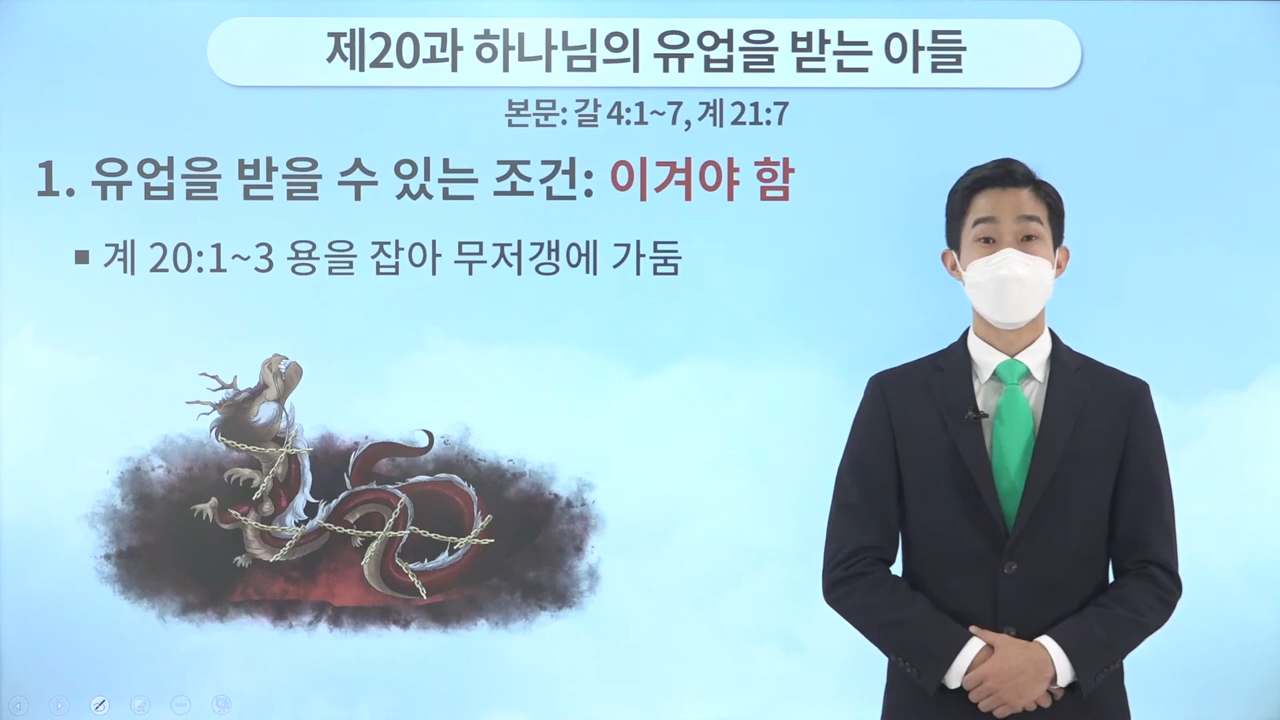 제20과 하나님의 유업을 받는 아들
본문: 갈 4:1~7, 계 21:7
1. 유업을 받을 수 있는 조건: 이겨야 함
▪ 계 20:1~3 용을 잡아 무저갱에 가둠